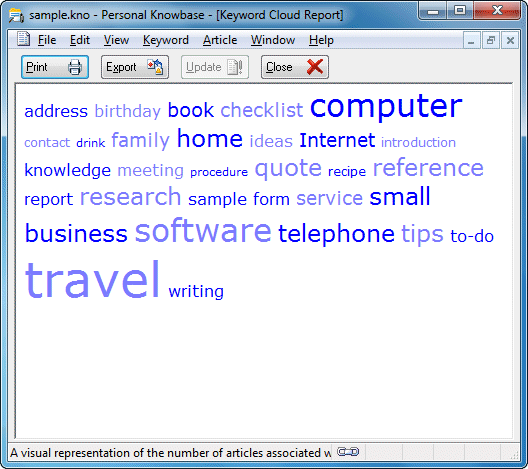 sample.kno - Personal Knowbase - [Keyword Cloud Report]
File Edit View Keyword Article Window Help
Print Export Update Close
address birthday book checklist computer
contact drink family home ideas Internet introduction
knowledge meeting procedure quote recipe reference
report research sample form service small
business software telephone tips to-do
travel writing
A visual representation of the number of articles associated w